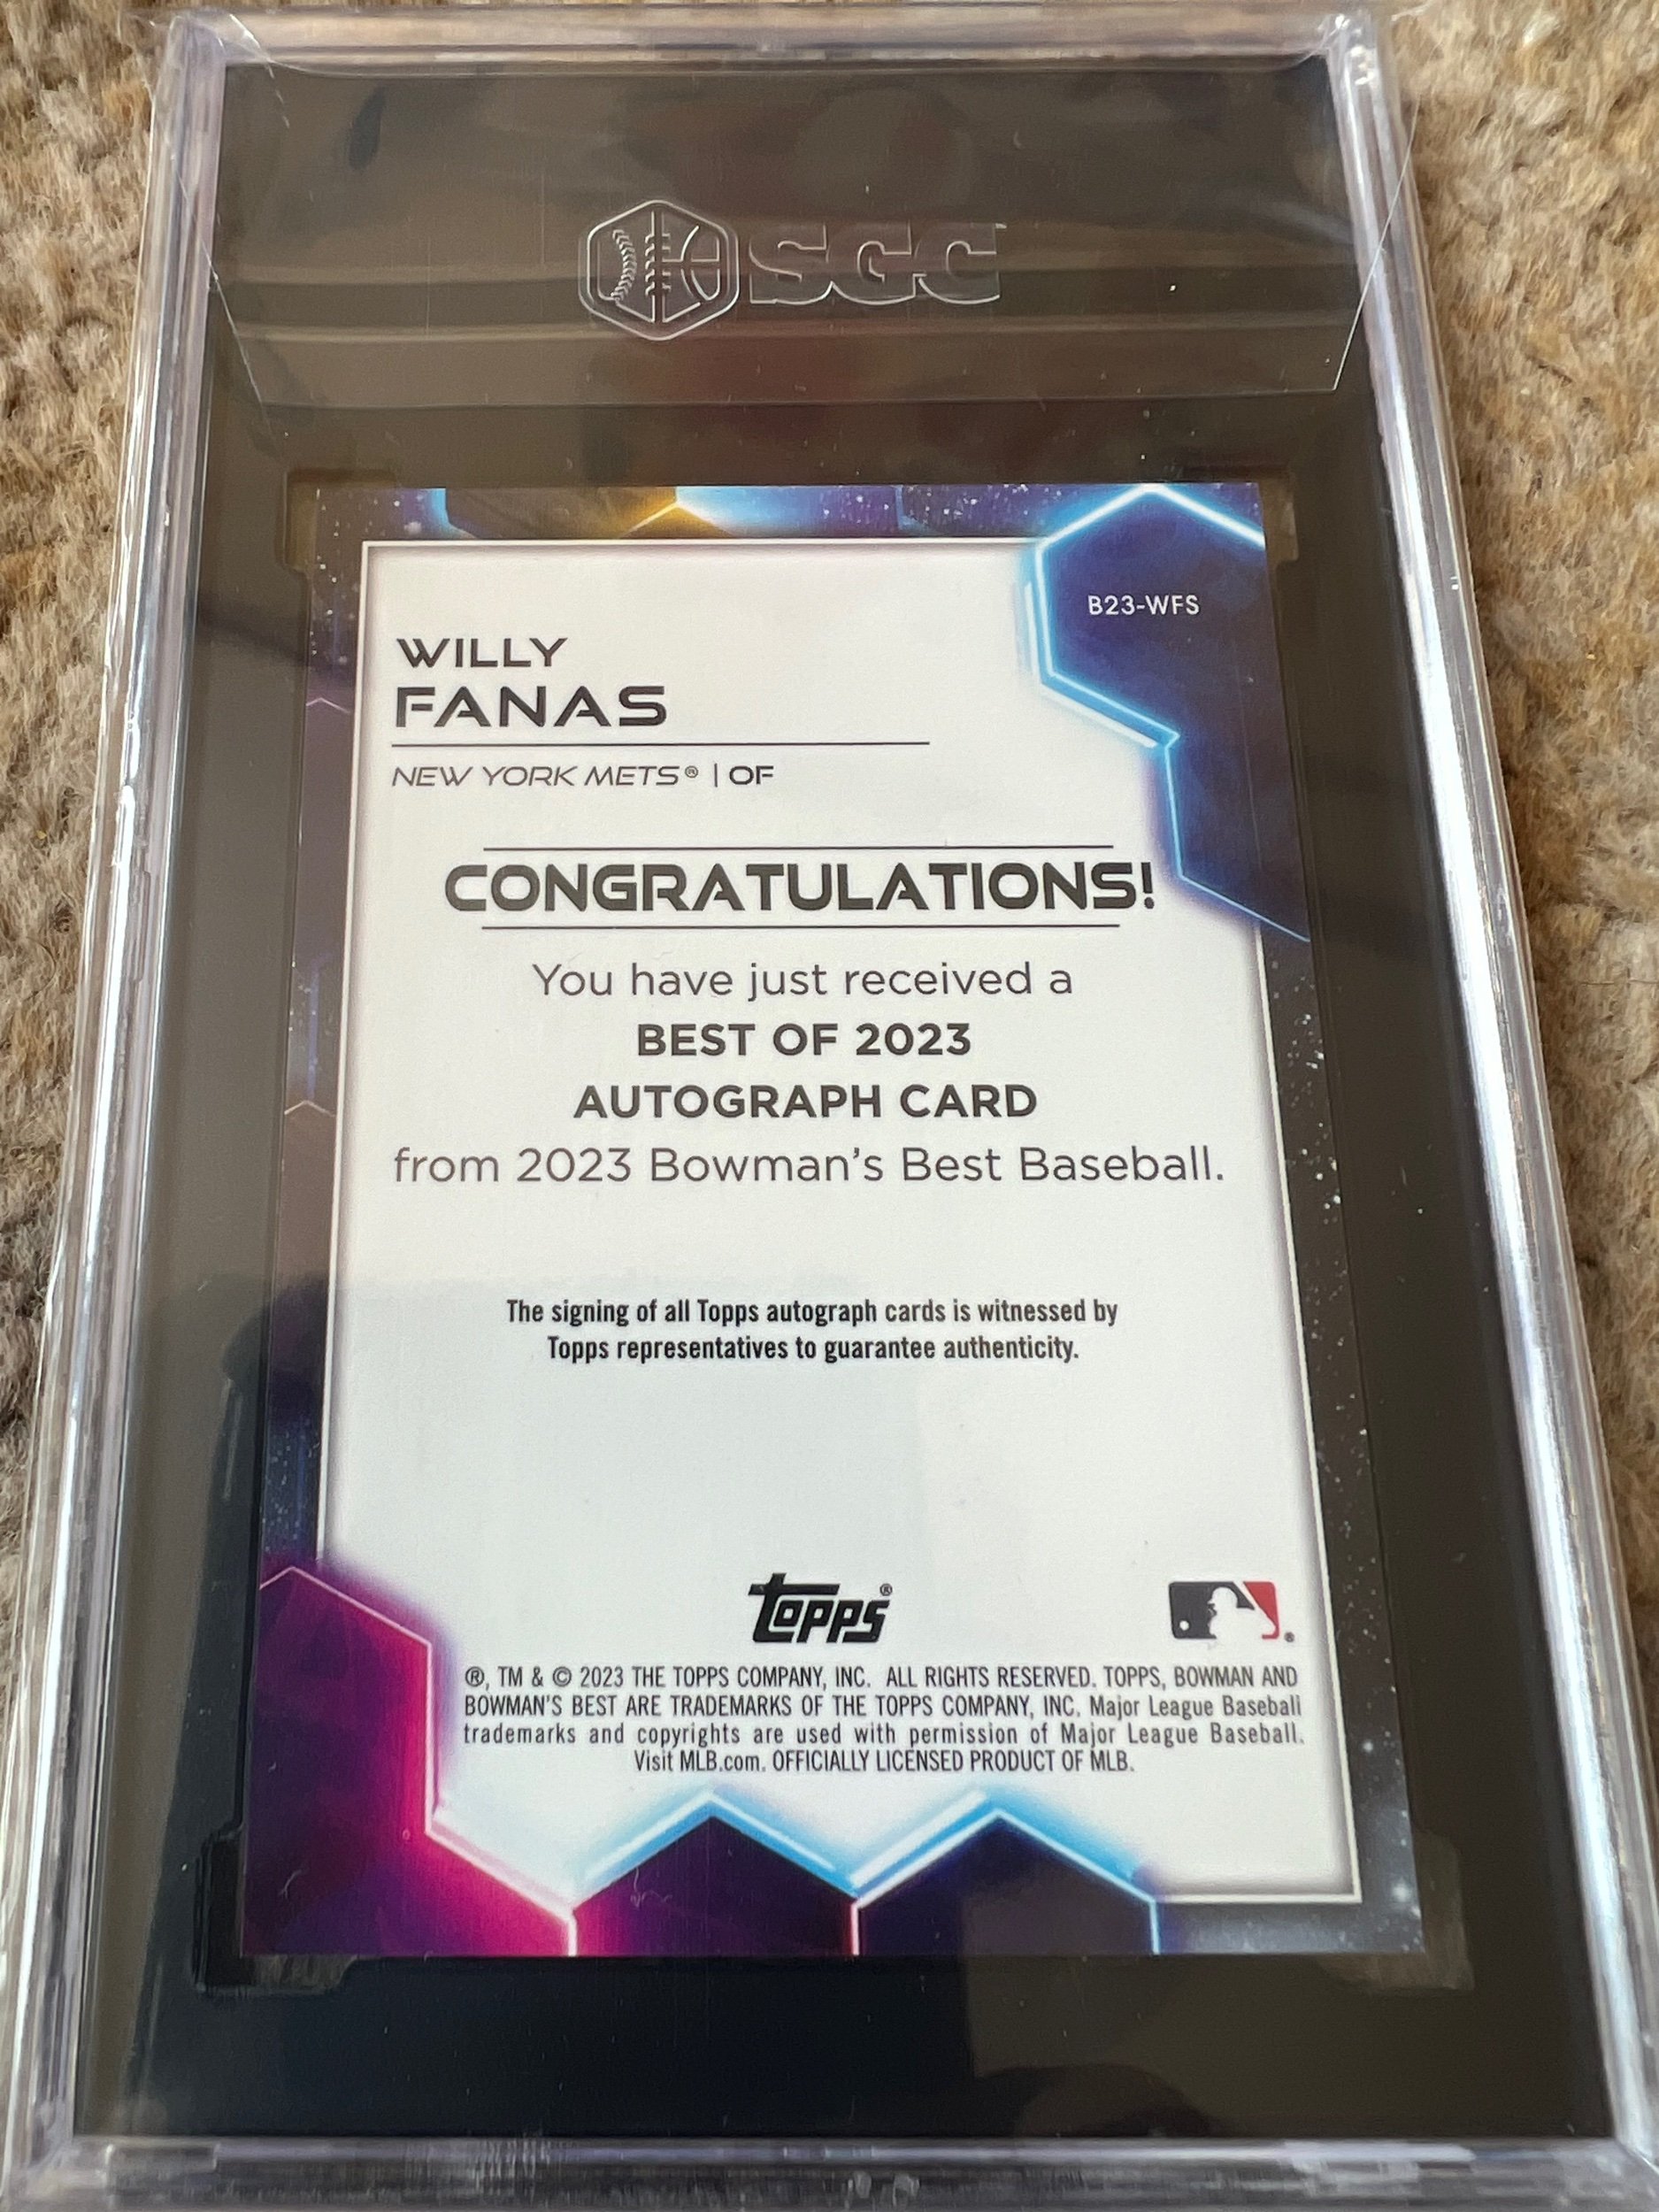 SGC
B23-WFS
WILLY
FANAS
NEW YORK METS® | OF
CONGRATULATIONS!
You have just received a
BEST OF 2023
AUTOGRAPH CARD
from 2023 Bowman's Best Baseball.
The signing of all Topps autograph cards is witnessed by
Topps representatives to guarantee authenticity.
Topps®
®, TM & © 2023 THE TOPPS COMPANY, INC. ALL RIGHTS RESERVED. TOPPS, BOWMAN AND
BOWMAN'S BEST ARE TRADEMARKS OF THE TOPPS COMPANY, INC. Major League Baseball
trademarks and copyrights are used with permission of Major League Baseball.
Visit MLB.com. OFFICIALLY LICENSED PRODUCT OF MLB.